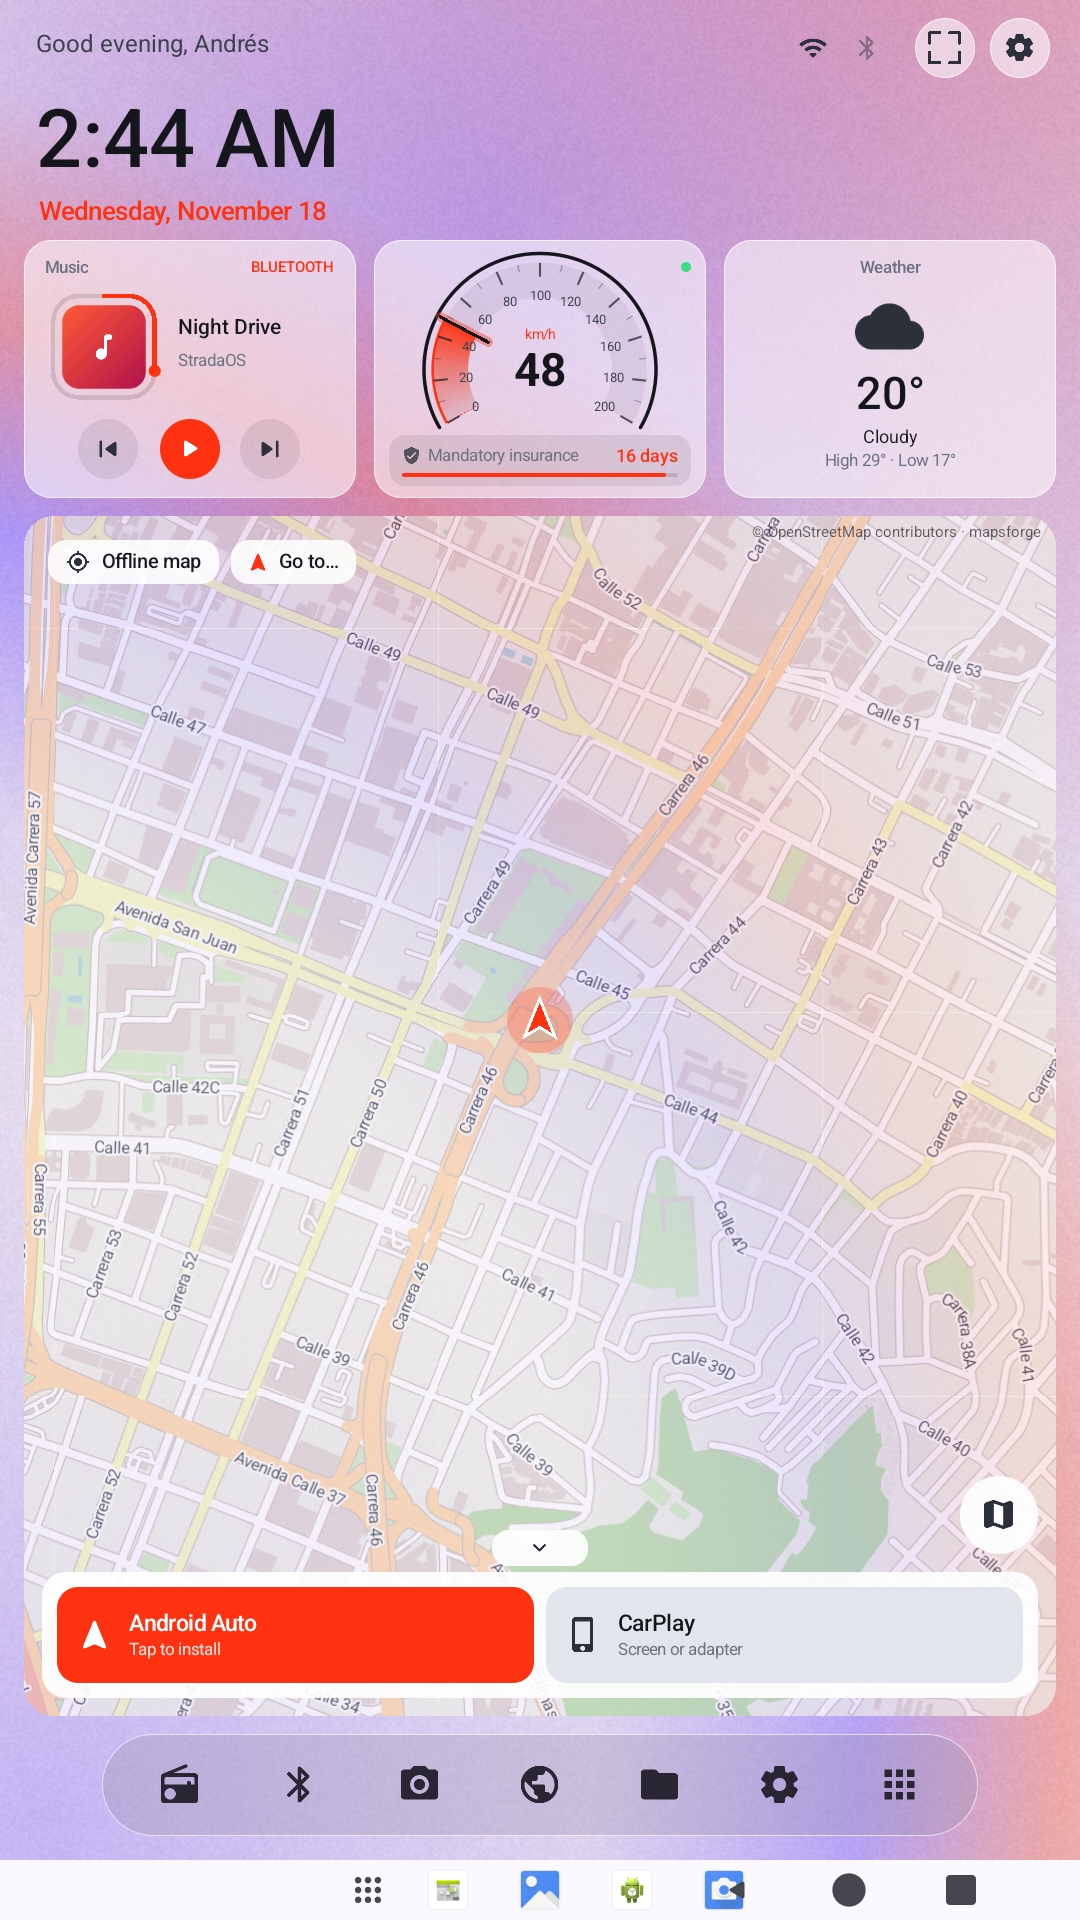 Good evening, Andrés
2:44 AM
Wednesday, November 18
Music
BLUETOOTH
Night Drive
StradaOS
0
20
40
60
80
100
120
140
160
180
200
km/h
48
Mandatory insurance
16 days
Weather
20°
Cloudy
High 29° · Low 17°
© OpenStreetMap contributors · mapsforge
Offline map
Go to...
Calle 52
Calle 49
Calle 53
Calle 49
Calle 47
Calle 51
Carrera 46
Avenida Carrera 57
Carrera 42
Carrera 43
Carrera 49
Avenida San Juan
Carrera 44
Calle 45
Calle 42C
Carrera 51
Carrera 50
Carrera 46
Calle 44
Carrera 40
Calle 41
Carrera 55
Carrera 53
Carrera 52
Calle 42
Carrera 46
Calle 41
Calle 39
Calle 42
Carrera 38A
Calle 41
Calle 39D
Calle 40
Calle 39
Avenida Calle 37
Carrera 52
Carrera 46
Android Auto
Tap to install
CarPlay
Screen or adapter